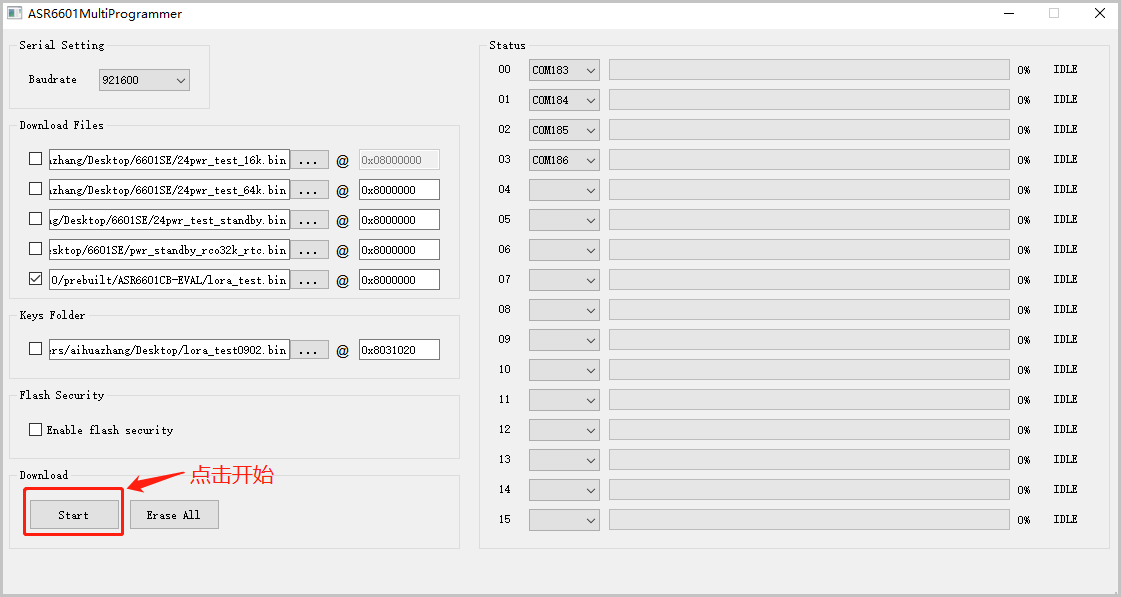 ASR6601MultiProgrammer
Serial Setting
Baudrate 921600
Download Files
azhang/Desktop/6601SE/24pwr_test_16k.bin ... @ 0x08000000
azhang/Desktop/6601SE/24pwr_test_64k.bin ... @ 0x8000000
ng/Desktop/6601SE/24pwr_test_standby.bin ... @ 0x8000000
esktop/6601SE/pwr_standby_rco32k_rtc.bin ... @ 0x8000000
0/prebuilt/ASR6601CB-EVAL/lora_test.bin ... @ 0x8000000
Keys Folder
ers/aihuazhang/Desktop/lora_test0902.bin ... @ 0x8031020
Flash Security
Enable flash security
Download
点击开始
Start Erase All
Status
00 COM183 0% IDLE
01 COM184 0% IDLE
02 COM185 0% IDLE
03 COM186 0% IDLE
04 0% IDLE
05 0% IDLE
06 0% IDLE
07 0% IDLE
08 0% IDLE
09 0% IDLE
10 0% IDLE
11 0% IDLE
12 0% IDLE
13 0% IDLE
14 0% IDLE
15 0% IDLE